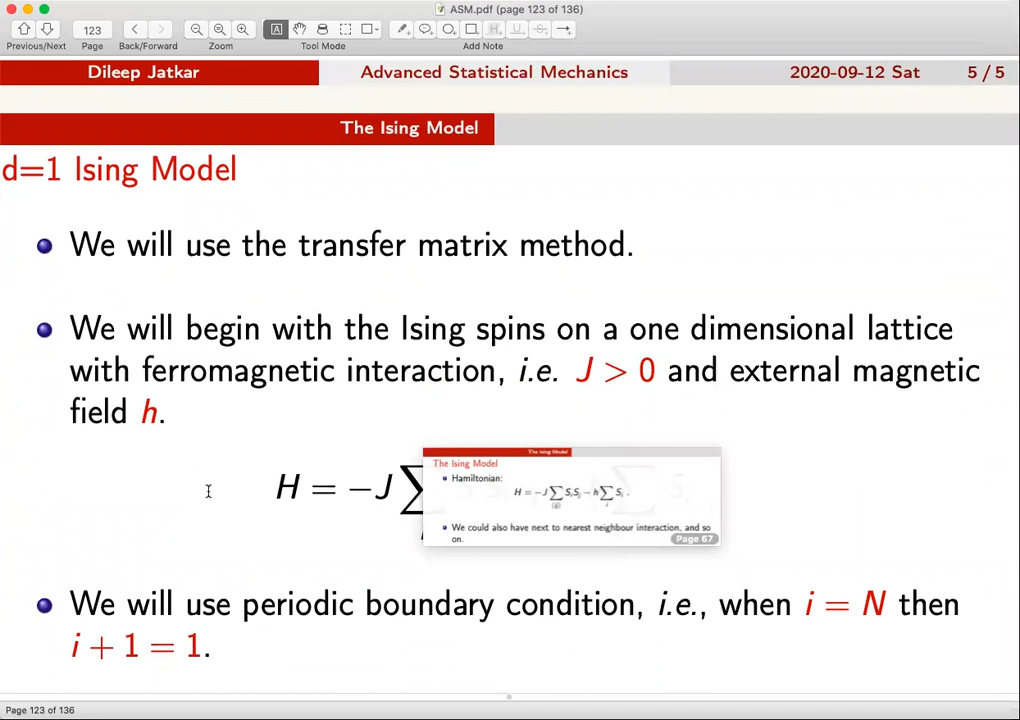 ASM.pdf (page 123 of 136)
123
Previous/Next Page Back/Forward Zoom Tool Mode Add Note
Dileep Jatkar Advanced Statistical Mechanics 2020-09-12 Sat 5 / 5
The Ising Model
d=1 Ising Model
We will use the transfer matrix method.
We will begin with the Ising spins on a one dimensional lattice
with ferromagnetic interaction, i.e. J > 0 and external magnetic
field h.
H = −J∑
The Ising Model
The Ising Model
Hamiltonian:
H = −J∑SᵢSⱼ − h∑Sᵢ .
⟨ij⟩ i
We could also have next to nearest neighbour interaction, and so
on.
Page 67
We will use periodic boundary condition, i.e., when i = N then
i + 1 = 1.
Page 123 of 136